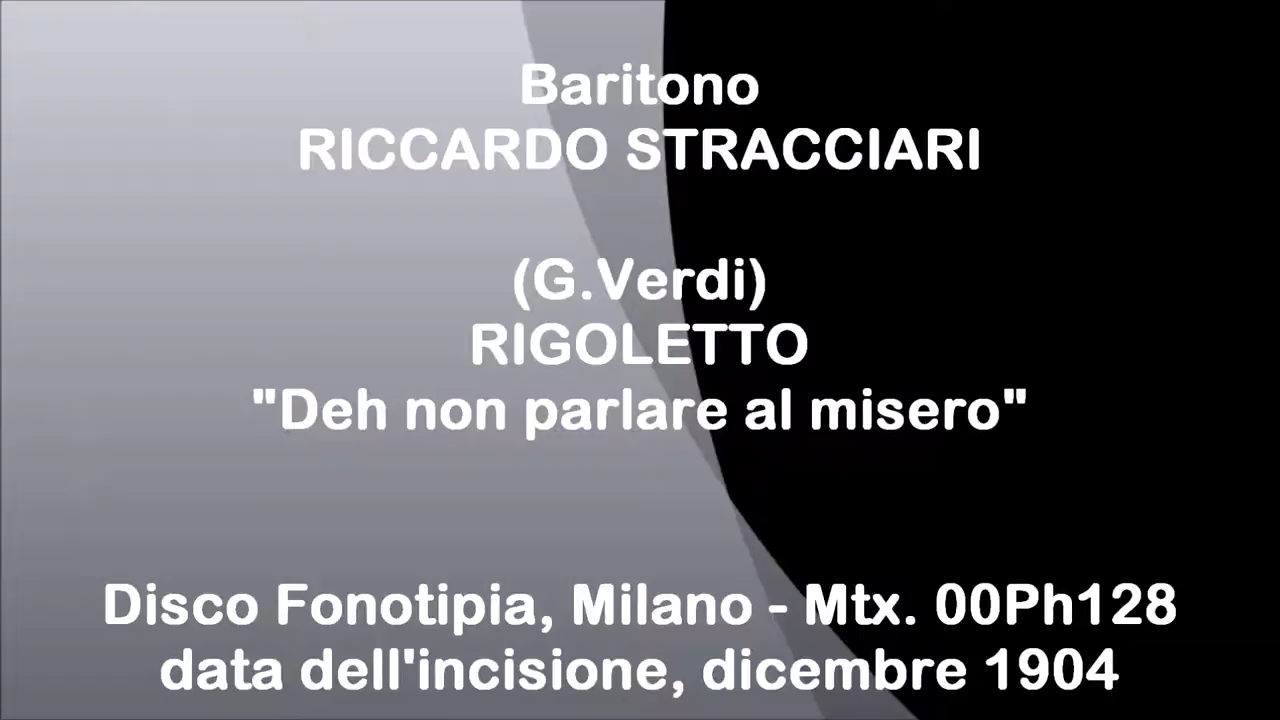 Baritono
RICCARDO STRACCIARI
(G.Verdi)
RIGOLETTO
"Deh non parlare al misero"
Disco Fonotipia, Milano - Mtx. 00Ph128
data dell'incisione, dicembre 1904